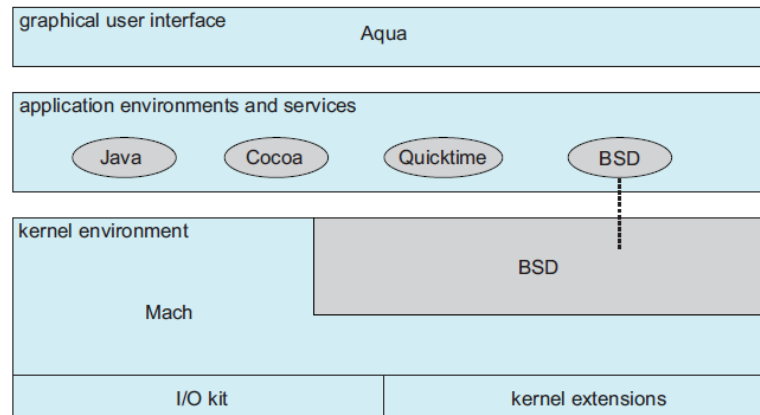 graphical user interface
Aqua
application environments and services
Java
Cocoa
Quicktime
BSD
kernel environment
BSD
Mach
I/O kit
kernel extensions